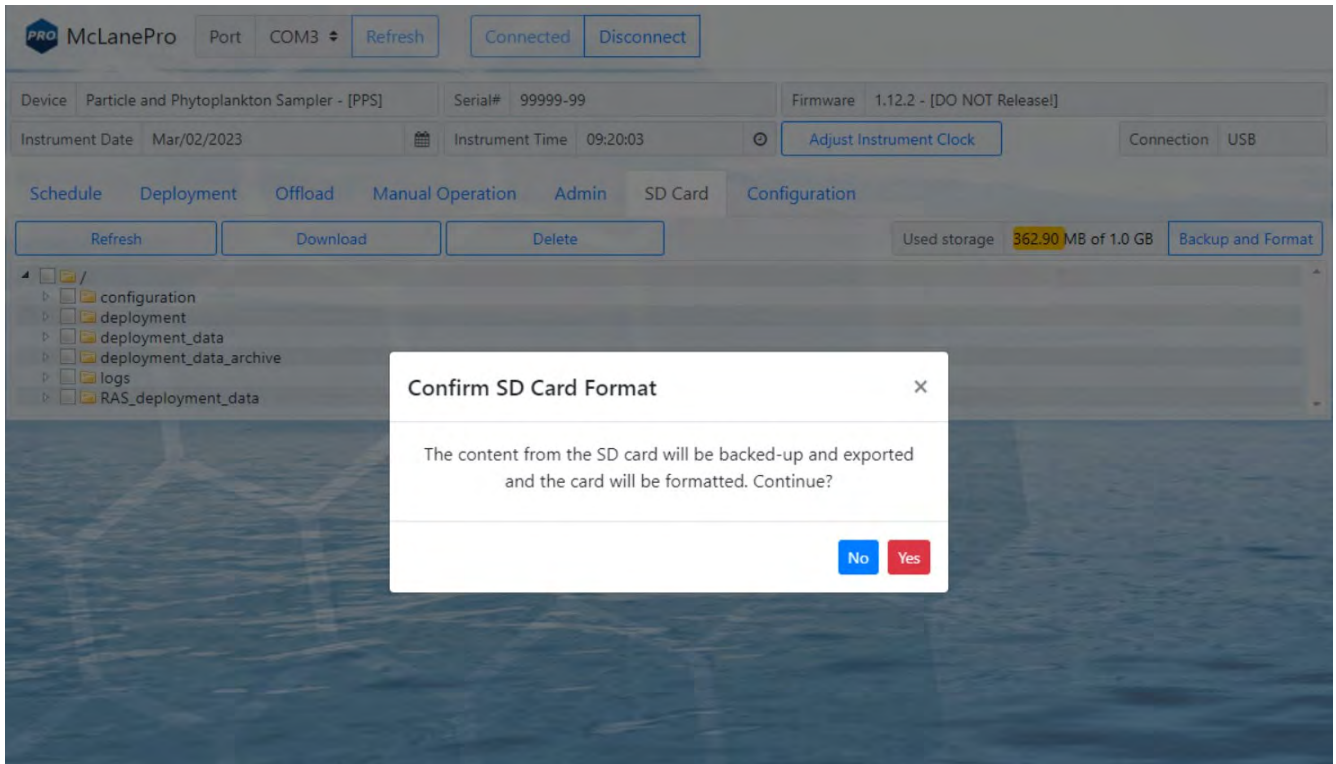 PRO McLanePro Port COM3 Refresh Connected Disconnect
Device Particle and Phytoplankton Sampler - [PPS] Serial# 99999-99 Firmware 1.12.2 - [DO NOT Release!]
Instrument Date Mar/02/2023 Instrument Time 09:20:03 Adjust Instrument Clock Connection USB
Schedule Deployment Offload Manual Operation Admin SD Card Configuration
Refresh Download Delete Used storage 362.90 MB of 1.0 GB Backup and Format
/
configuration
deployment
deployment_data
deployment_data_archive
logs
RAS_deployment_data
Confirm SD Card Format ×
The content from the SD card will be backed-up and exported
and the card will be formatted. Continue?
No Yes